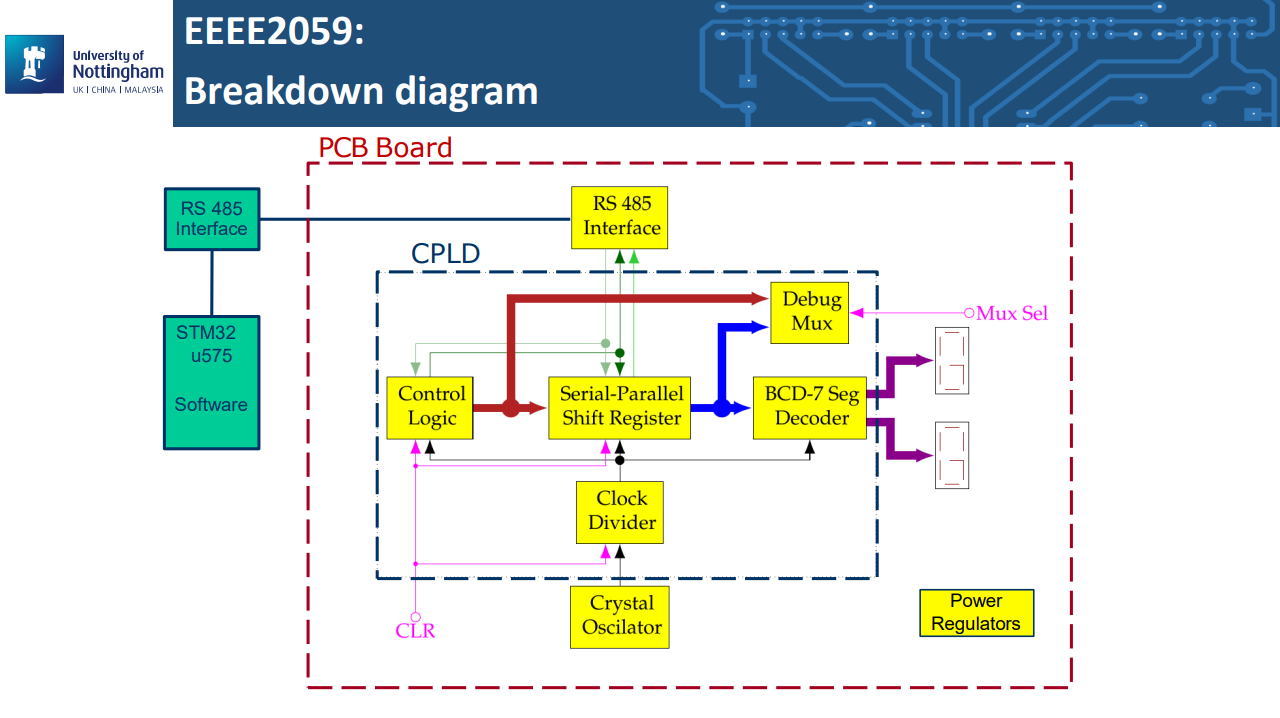 EEEE2059:
Breakdown diagram
University of
Nottingham
UK | CHINA | MALAYSIA
PCB Board
RS 485
Interface
RS 485
Interface
CPLD
Debug
Mux
Mux Sel
STM32
u575
Software
Control
Logic
Serial-Parallel
Shift Register
BCD-7 Seg
Decoder
Clock
Divider
Crystal
Oscilator
CLR
Power
Regulators